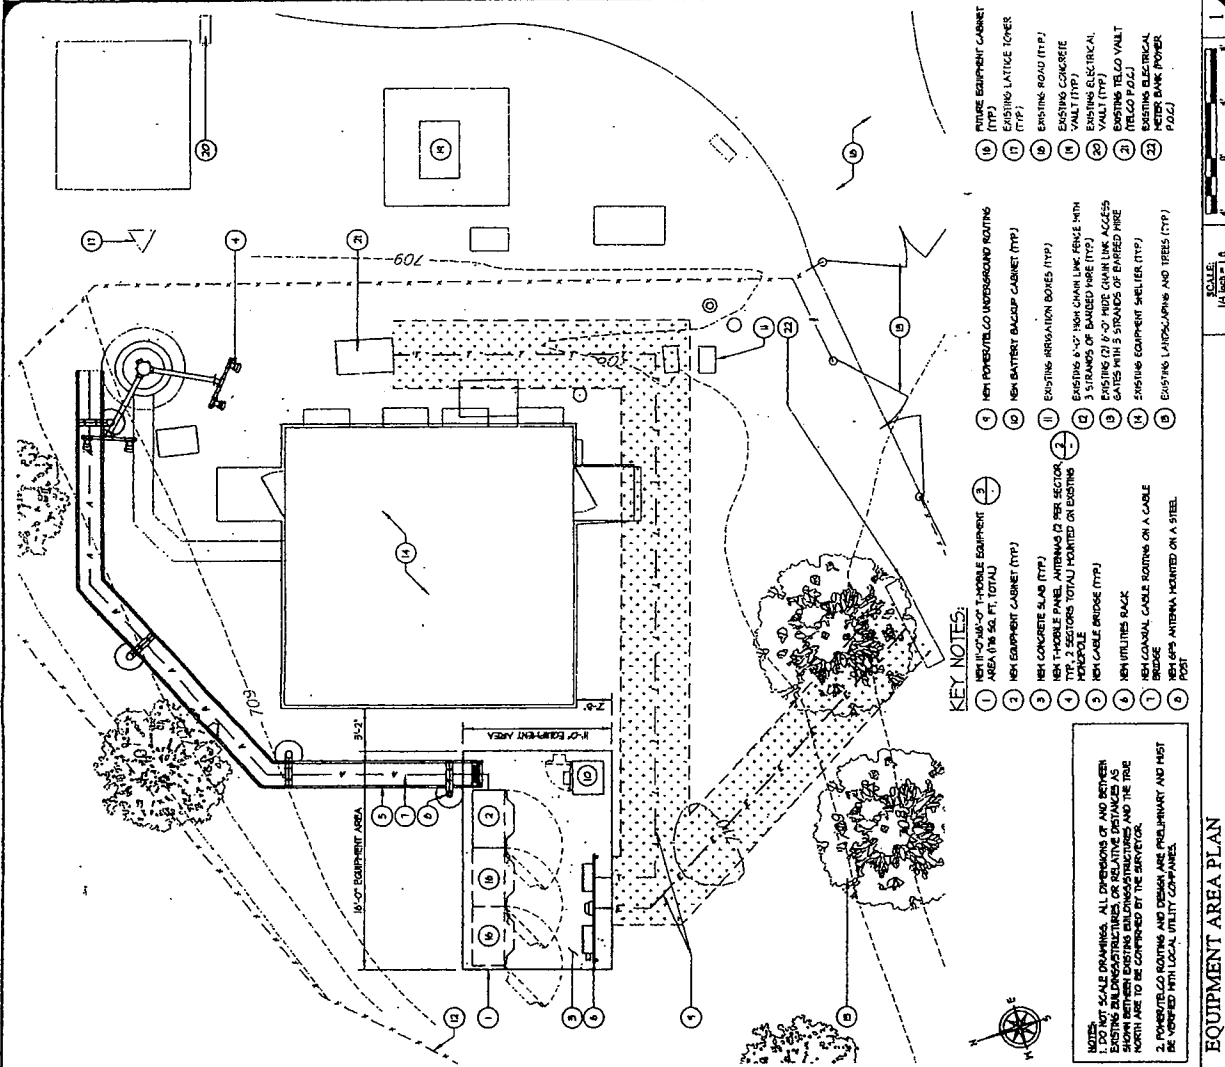 KEY NOTES:
1 NEW 11'-0"x16'-0" T-MOBILE EQUIPMENT 3
AREA (176 SQ. FT. TOTAL)
2 NEW EQUIPMENT CABINET (TYP.)
3 NEW CONCRETE SLAB (TYP.)
4 NEW T-MOBILE PANEL ANTENNAS (2 PER SECTOR, 2
TYP., 2 SECTORS TOTAL) MOUNTED ON EXISTING
MONOPOLE
5 NEW CABLE BRIDGE (TYP.)
6 NEW UTILITIES RACK
7 NEW COAXIAL CABLE ROUTING ON A CABLE
BRIDGE
8 NEW GPS ANTENNA MOUNTED ON A STEEL
POST
9 NEW POWER/TELCO UNDERGROUND ROUTING
10 NEW BATTERY BACKUP CABINET (TYP.)
11 EXISTING IRRIGATION BOXES (TYP.)
12 EXISTING 6'-0" HIGH CHAIN LINK FENCE WITH
3 STRANDS OF BARBED WIRE (TYP.)
13 EXISTING (2) 6'-0" WIDE CHAIN LINK ACCESS
GATES WITH 3 STRANDS OF BARBED WIRE
14 EXISTING EQUIPMENT SHELTER (TYP.)
15 EXISTING LANDSCAPING AND TREES (TYP.)
16 FUTURE EQUIPMENT CABINET
(TYP.)
17 EXISTING LATTICE TOWER
(TYP.)
18 EXISTING ROAD (TYP.)
19 EXISTING CONCRETE
VAULT (TYP.)
20 EXISTING ELECTRICAL
VAULT (TYP.)
21 EXISTING TELCO VAULT
(TELCO P.O.C.)
22 EXISTING ELECTRICAL
METER BANK (POWER
P.O.C.)
NOTES:
1. DO NOT SCALE DRAWINGS. ALL DIMENSIONS OF AND BETWEEN
EXISTING BUILDINGS/STRUCTURES, OR RELATIVE DISTANCES AS
SHOWN BETWEEN EXISTING BUILDINGS/STRUCTURES AND THE TRUE
NORTH ARE TO BE CONFIRMED BY THE SURVEYOR.
2. POWER/TELCO ROUTING AND DESIGN ARE PRELIMINARY AND MUST
BE VERIFIED WITH LOCAL UTILITY COMPANIES.
16'-0" EQUIPMENT AREA
3'-2"
11'-0" EQUIPMENT AREA
709
709
N
E
S
W
EQUIPMENT AREA PLAN
SCALE:
1